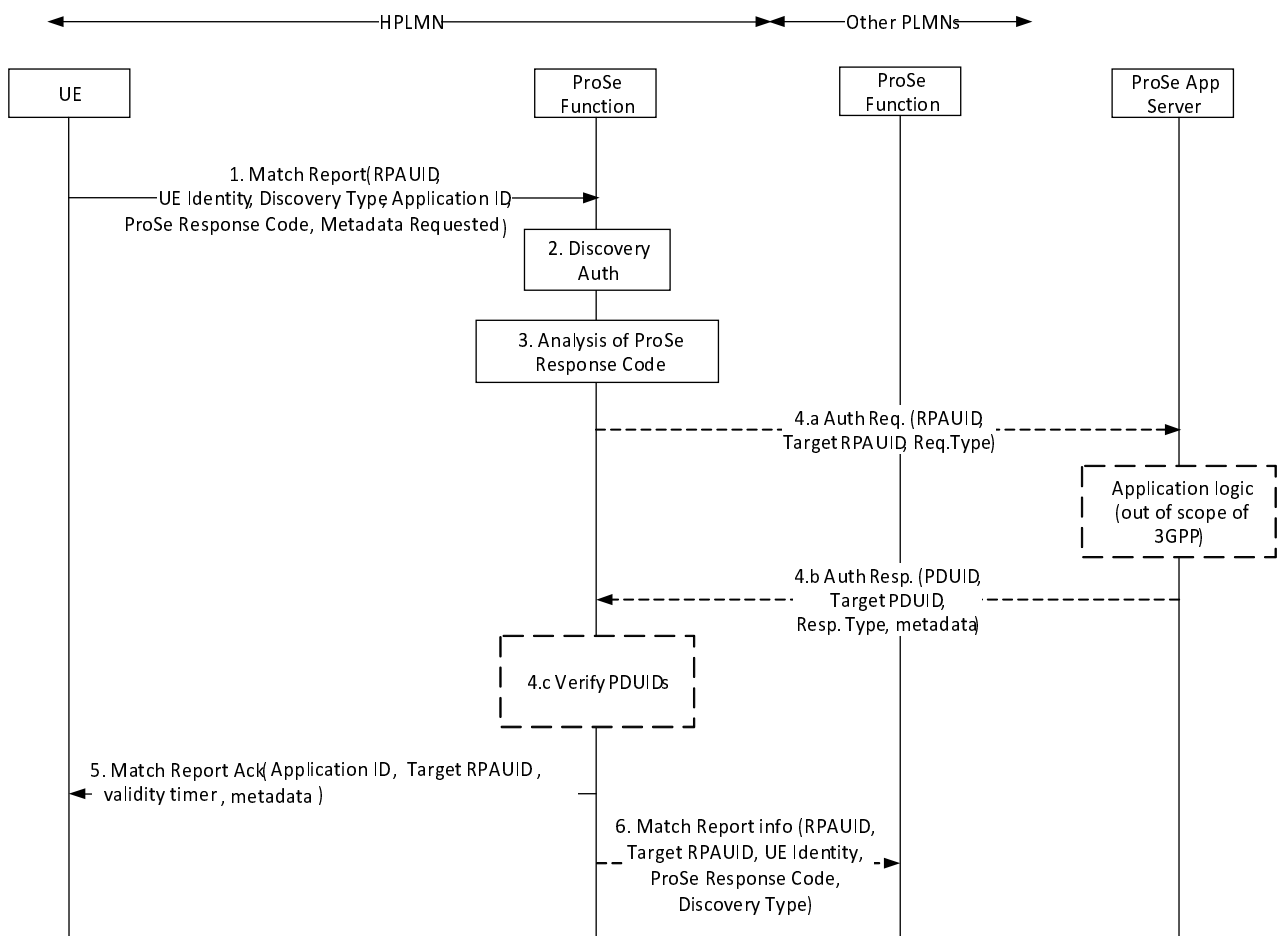 HPLMN
Other PLMNs
UE
ProSe
Function
ProSe
Function
ProSe App
Server
1. Match Report(RPAUID,
UE Identity, Discovery Type, Application ID,
ProSe Response Code, Metadata Requested)
2. Discovery
Auth
3. Analysis of ProSe
Response Code
4.a Auth Req. (RPAUID,
Target RPAUID, Req.Type)
Application logic
(out of scope of
3GPP)
4.b Auth Resp. (PDUID,
Target PDUID,
Resp. Type, metadata)
4.c Verify PDUIDs
5. Match Report Ack( Application ID, Target RPAUID,
validity timer, metadata)
6. Match Report info (RPAUID,
Target RPAUID, UE Identity,
ProSe Response Code,
Discovery Type)